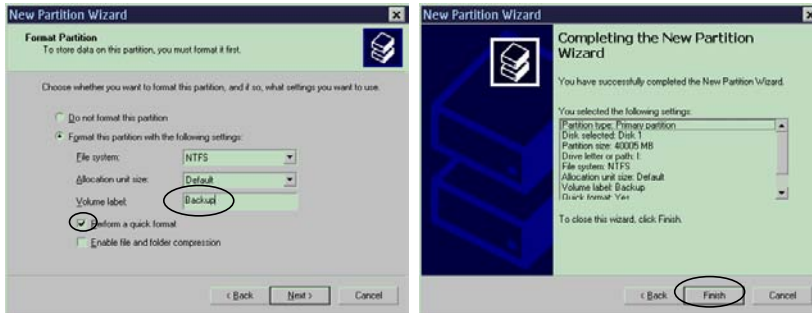 New Partition Wizard
Format Partition
To store data on this partition, you must format it first.
Choose whether you want to format this partition, and if so, what settings you want to use.
Do not format this partition
Format this partition with the following settings:
File system: NTFS
Allocation unit size: Default
Volume label: Backup
Perform a quick format
Enable file and folder compression
< Back Next > Cancel
New Partition Wizard
Completing the New Partition
Wizard
You have successfully completed the New Partition Wizard.
You selected the following settings:
Partition type: Primary partition
Disk selected: Disk 1
Partition size: 40005 MB
Drive letter or path: I:
File system: NTFS
Allocation unit size: Default
Volume label: Backup
Quick format: Yes
To close this wizard, click Finish.
< Back Finish Cancel